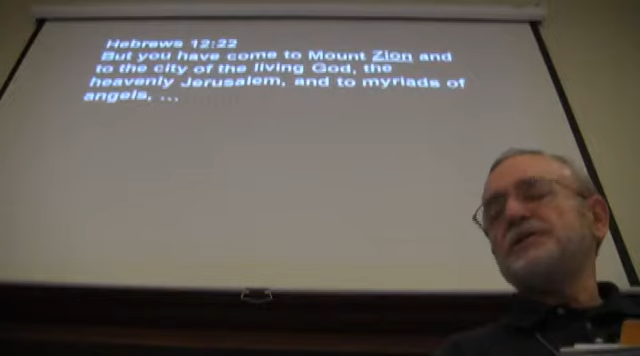 Hebrews 12:22
But you have come to Mount Zion and
to the city of the living God, the
heavenly Jerusalem, and to myriads of
angels, ...